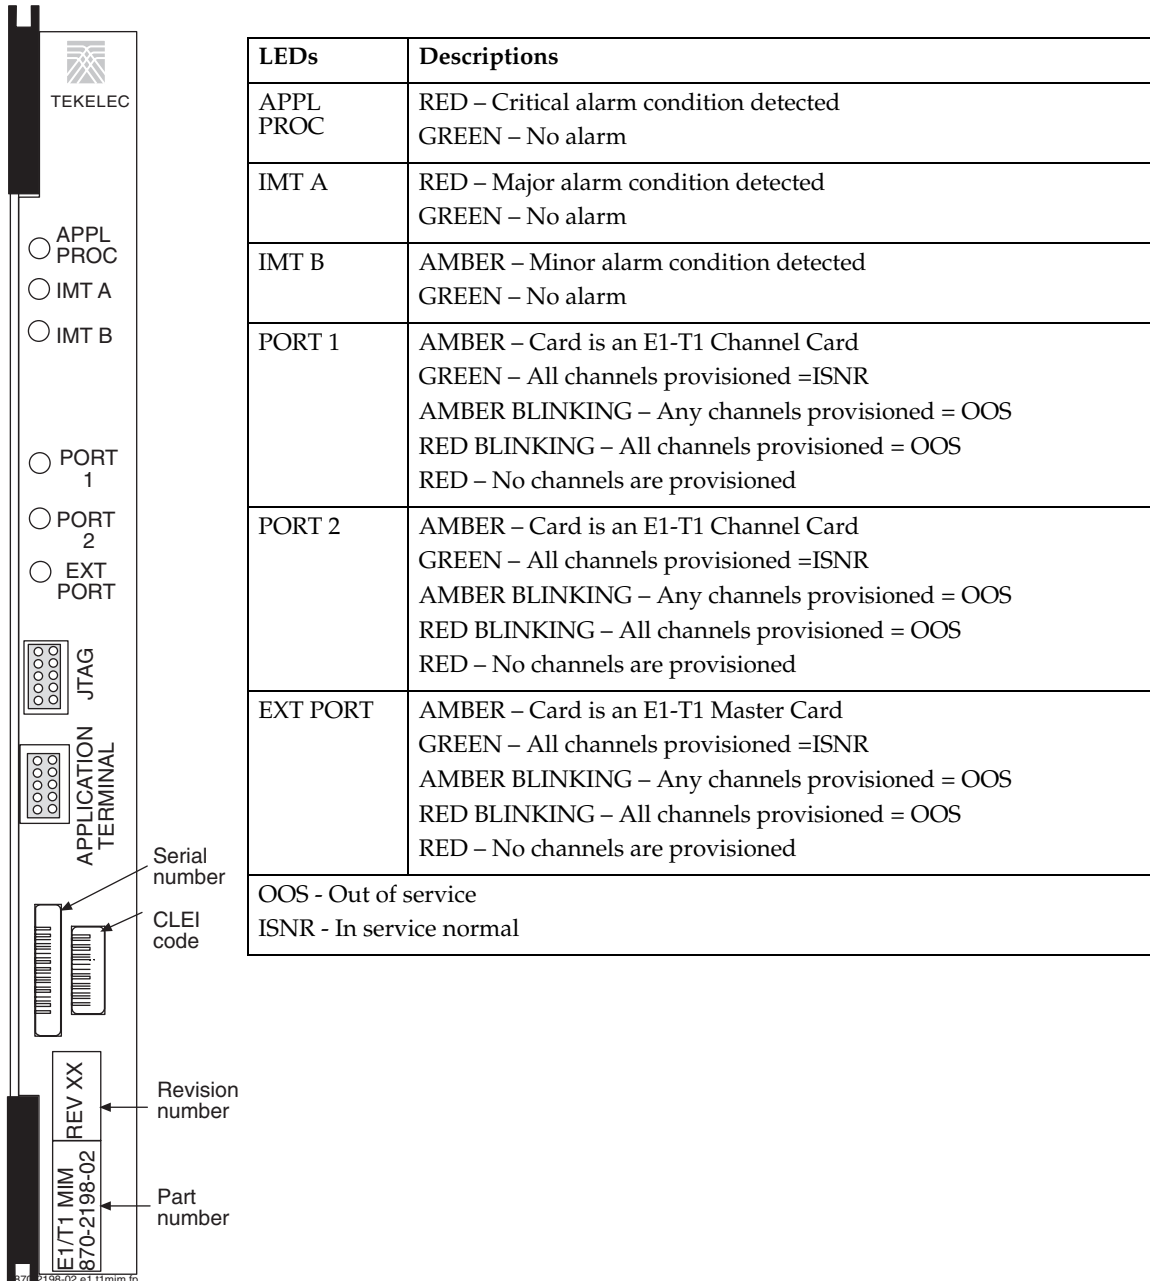 TEKELEC
APPL
PROC
IMT A
IMT B
PORT
1
PORT
2
EXT
PORT
JTAG
APPLICATION
TERMINAL
Serial
number
CLEI
code
REV XX
Revision
number
E1/T1 MIM
870-2198-02
Part
number
870-2198-02 e1 t1mim fp
LEDs Descriptions
APPL
PROC
RED – Critical alarm condition detected
GREEN – No alarm
IMT A RED – Major alarm condition detected
GREEN – No alarm
IMT B AMBER – Minor alarm condition detected
GREEN – No alarm
PORT 1 AMBER – Card is an E1-T1 Channel Card
GREEN – All channels provisioned =ISNR
AMBER BLINKING – Any channels provisioned = OOS
RED BLINKING – All channels provisioned = OOS
RED – No channels are provisioned
PORT 2 AMBER – Card is an E1-T1 Channel Card
GREEN – All channels provisioned =ISNR
AMBER BLINKING – Any channels provisioned = OOS
RED BLINKING – All channels provisioned = OOS
RED – No channels are provisioned
EXT PORT AMBER – Card is an E1-T1 Master Card
GREEN – All channels provisioned =ISNR
AMBER BLINKING – Any channels provisioned = OOS
RED BLINKING – All channels provisioned = OOS
RED – No channels are provisioned
OOS - Out of service
ISNR - In service normal